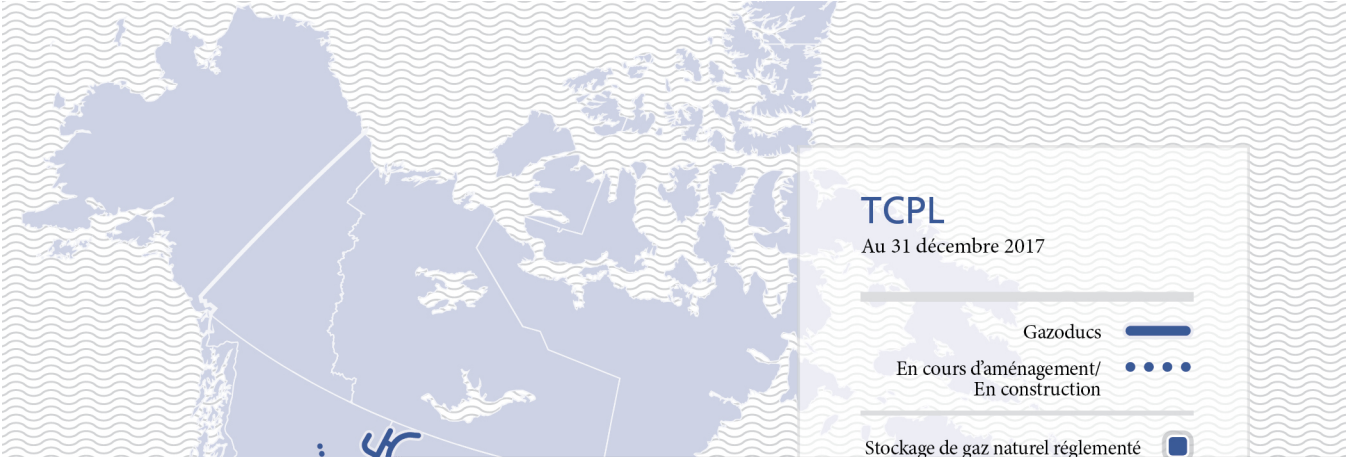 TCPL
Au 31 décembre 2017
Gazoducs
En cours d’aménagement/
En construction
Stockage de gaz naturel réglementé